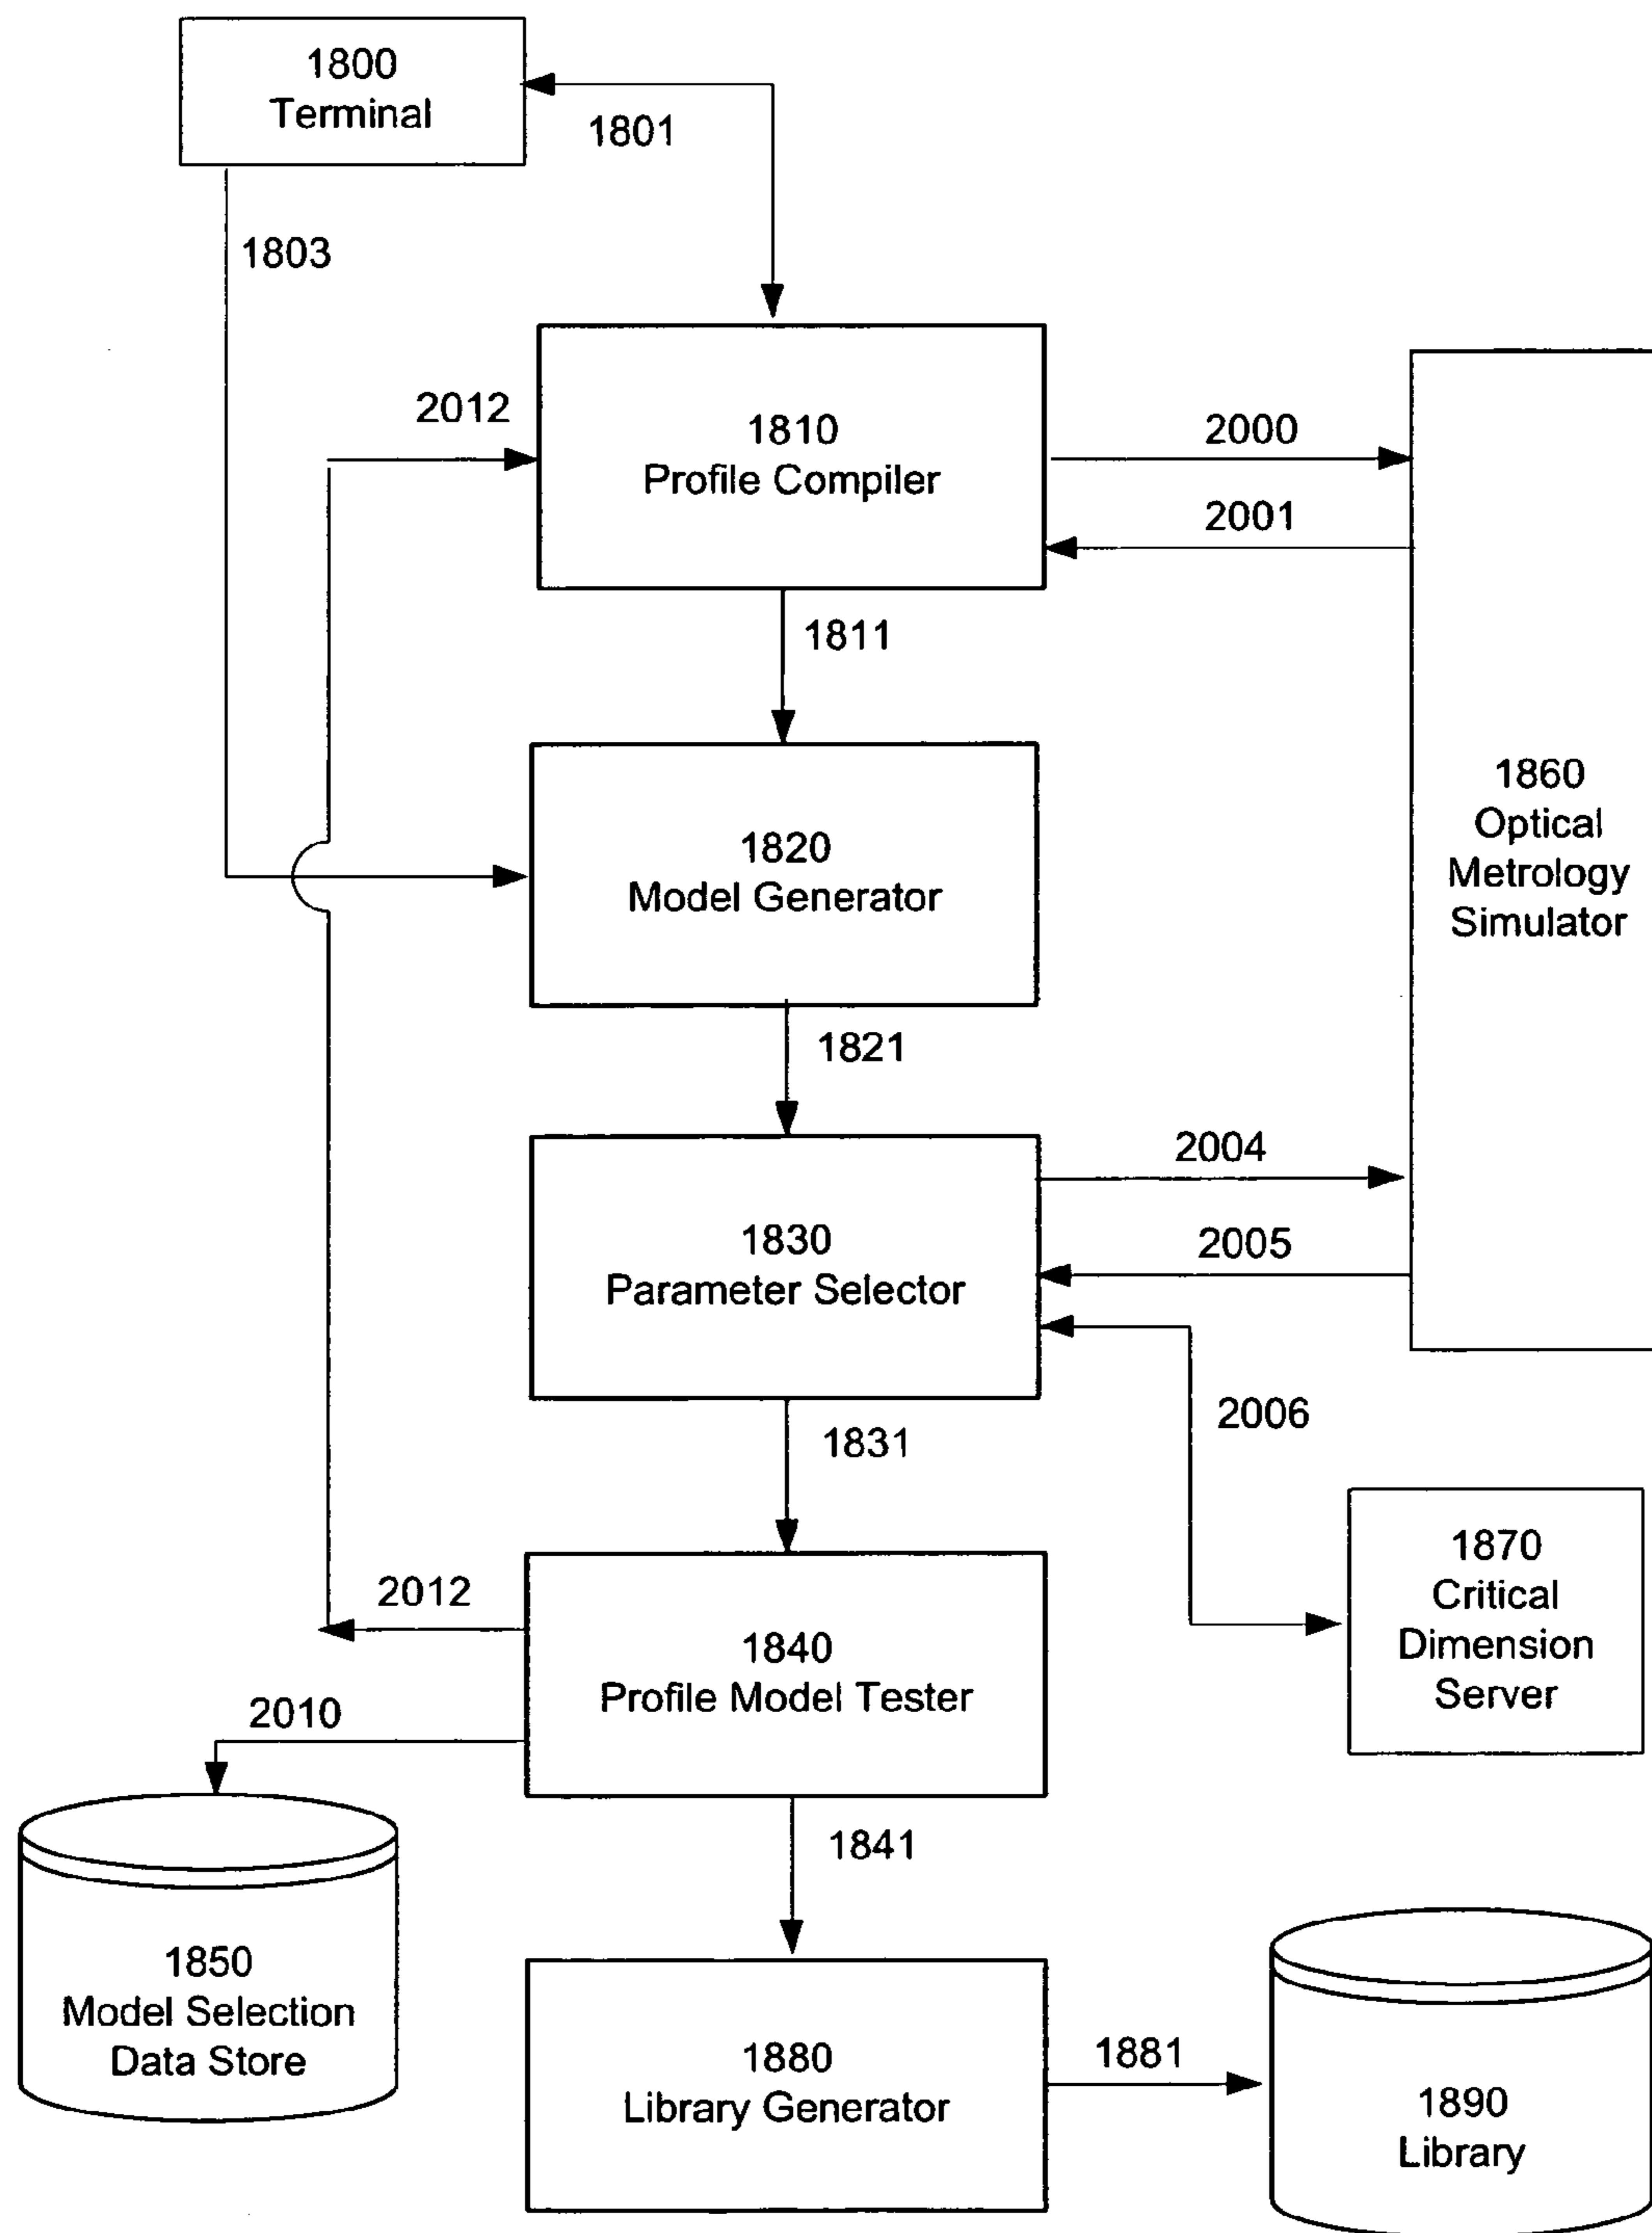 1800
Terminal
1801
1803
2012
1810
Profile Compiler
2000
2001
1811
1820
Model Generator
1860
Optical
Metrology
Simulator
1821
2004
1830
Parameter Selector
2005
2006
1831
1870
Critical
Dimension
Server
2012
1840
Profile Model Tester
2010
1841
1850
Model Selection
Data Store
1880
Library Generator
1881
1890
Library